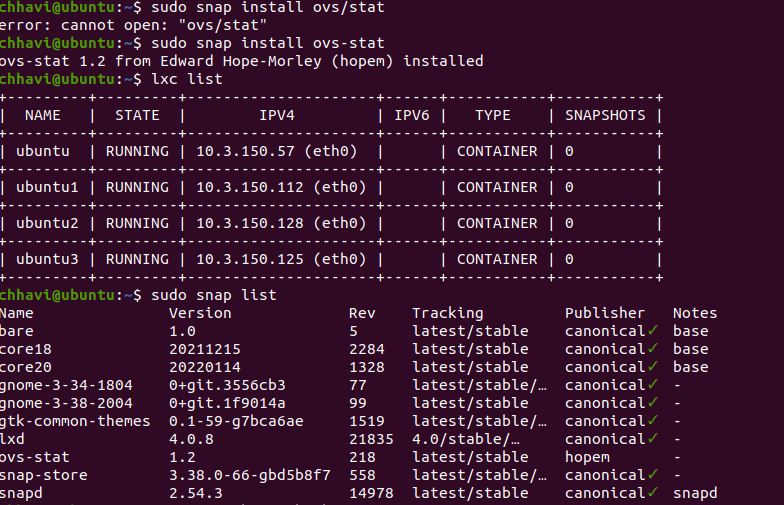 chhavi@ubuntu:~$ sudo snap install ovs/stat
error: cannot open: "ovs/stat"
chhavi@ubuntu:~$ sudo snap install ovs-stat
ovs-stat 1.2 from Edward Hope-Morley (hopem) installed
chhavi@ubuntu:~$ lxc list
+---------+---------+---------------------+------+-----------+-----------+
|  NAME   |  STATE  |        IPV4         | IPV6 |   TYPE    | SNAPSHOTS |
+---------+---------+---------------------+------+-----------+-----------+
| ubuntu  | RUNNING | 10.3.150.57 (eth0)  |      | CONTAINER | 0         |
+---------+---------+---------------------+------+-----------+-----------+
| ubuntu1 | RUNNING | 10.3.150.112 (eth0) |      | CONTAINER | 0         |
+---------+---------+---------------------+------+-----------+-----------+
| ubuntu2 | RUNNING | 10.3.150.128 (eth0) |      | CONTAINER | 0         |
+---------+---------+---------------------+------+-----------+-----------+
| ubuntu3 | RUNNING | 10.3.150.125 (eth0) |      | CONTAINER | 0         |
+---------+---------+---------------------+------+-----------+-----------+
chhavi@ubuntu:~$ sudo snap list
Name               Version            Rev    Tracking         Publisher   Notes
bare               1.0                5      latest/stable    canonical✓  base
core18             20211215           2284   latest/stable    canonical✓  base
core20             20220114           1328   latest/stable    canonical✓  base
gnome-3-34-1804    0+git.3556cb3      77     latest/stable/…  canonical✓  -
gnome-3-38-2004    0+git.1f9014a      99     latest/stable    canonical✓  -
gtk-common-themes  0.1-59-g7bca6ae    1519   latest/stable/…  canonical✓  -
lxd                4.0.8              21835  4.0/stable/…     canonical✓  -
ovs-stat           1.2                218    latest/stable    hopem       -
snap-store         3.38.0-66-gbd5b8f7 558    latest/stable/…  canonical✓  -
snapd              2.54.3             14978  latest/stable    canonical✓  snapd